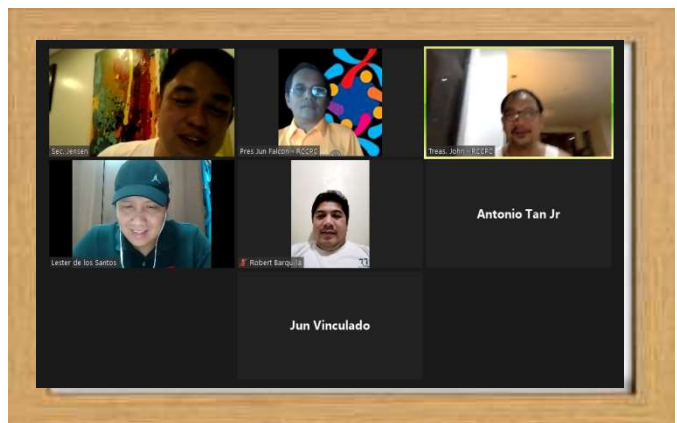 Sec. Jensen
Pres Jun Falcon - RCCPC
Treas. John - RCCPC
Lester de los Santos
Robert Barquilla
Antonio Tan Jr
Jun Vinculado